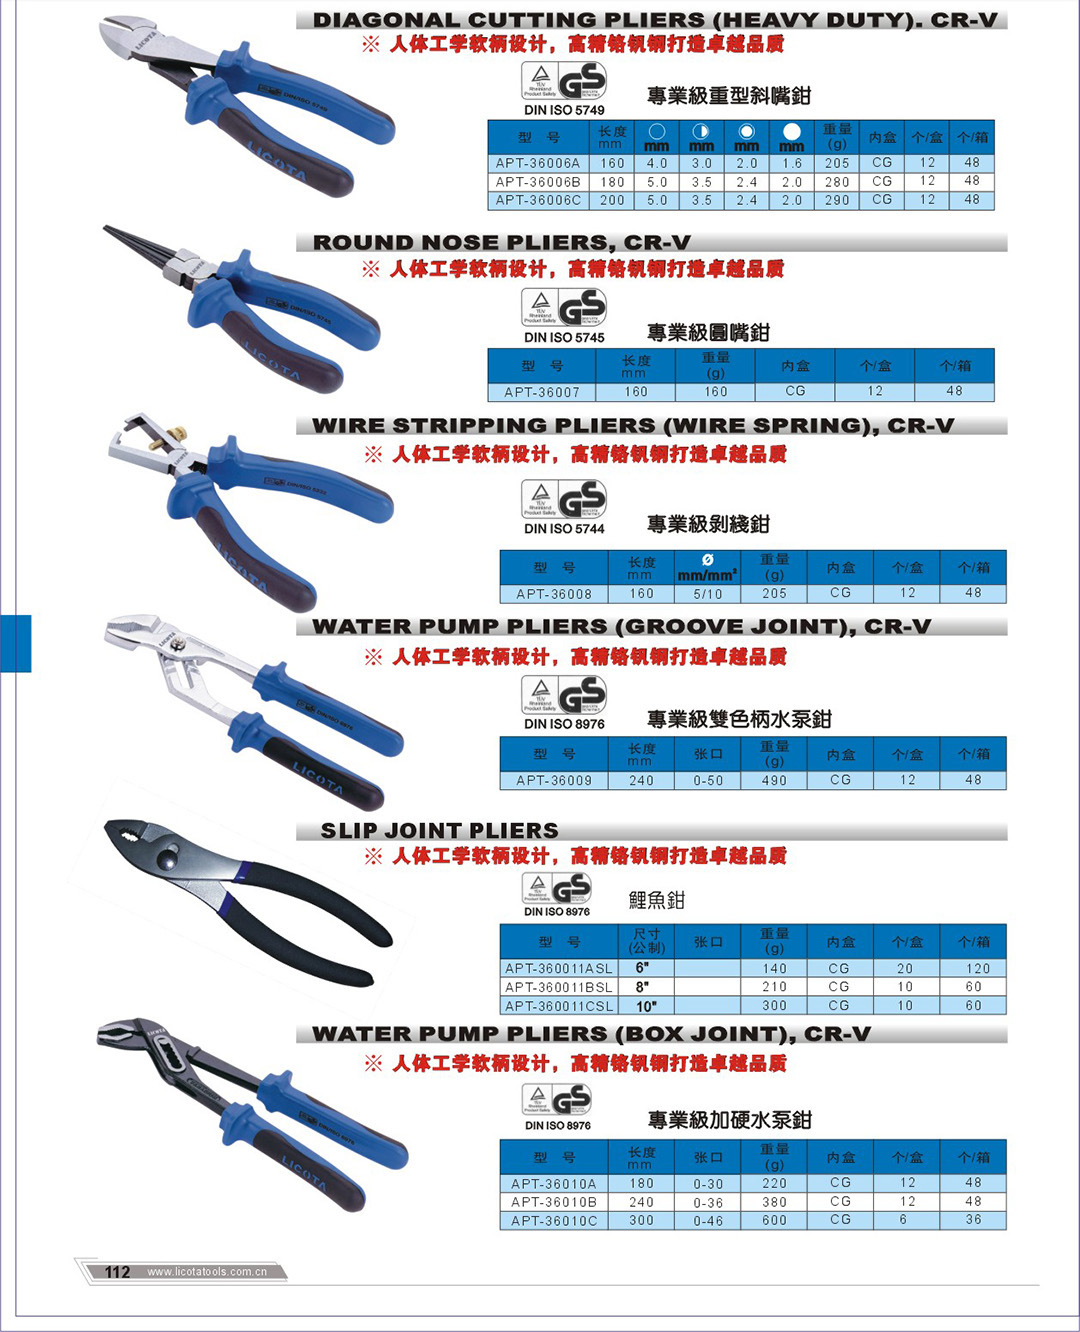 DIAGONAL CUTTING PLIERS (HEAVY DUTY). CR-V
※ 人体工学软柄设计，高精铬钒钢打造卓越品质
DIN ISO 5749
專業級重型斜嘴鉗
型 号 长度 mm mm mm mm mm 重量 (g) 内盒 个/盒 个/箱
APT-36006A 160 4.0 3.0 2.0 1.6 205 CG 12 48
APT-36006B 180 5.0 3.5 2.4 2.0 280 CG 12 48
APT-36006C 200 5.0 3.5 2.4 2.0 290 CG 12 48
ROUND NOSE PLIERS, CR-V
※ 人体工学软柄设计，高精铬钒钢打造卓越品质
DIN ISO 5745
專業級圓嘴鉗
型 号 长度 mm 重量 (g) 内盒 个/盒 个/箱
APT-36007 160 160 CG 12 48
WIRE STRIPPING PLIERS (WIRE SPRING), CR-V
※ 人体工学软柄设计，高精铬钒钢打造卓越品质
DIN ISO 5744
專業級剝綫鉗
型 号 长度 mm Ø mm/mm² 重量 (g) 内盒 个/盒 个/箱
APT-36008 160 5/10 205 CG 12 48
WATER PUMP PLIERS (GROOVE JOINT), CR-V
※ 人体工学软柄设计，高精铬钒钢打造卓越品质
DIN ISO 8976
專業級雙色柄水泵鉗
型 号 长度 mm 张口 重量 (g) 内盒 个/盒 个/箱
APT-36009 240 0-50 490 CG 12 48
SLIP JOINT PLIERS
※ 人体工学软柄设计，高精铬钒钢打造卓越品质
DIN ISO 8976
鯉魚鉗
型 号 尺寸 (公制) 张口 重量 (g) 内盒 个/盒 个/箱
APT-360011ASL 6" 140 CG 20 120
APT-360011BSL 8" 210 CG 10 60
APT-360011CSL 10" 300 CG 10 60
WATER PUMP PLIERS (BOX JOINT), CR-V
※ 人体工学软柄设计，高精铬钒钢打造卓越品质
DIN ISO 8976
專業級加硬水泵鉗
型 号 长度 mm 张口 重量 (g) 内盒 个/盒 个/箱
APT-36010A 180 0-30 220 CG 12 48
APT-36010B 240 0-36 380 CG 12 48
APT-36010C 300 0-46 600 CG 6 36
112 www.licotatools.com.cn